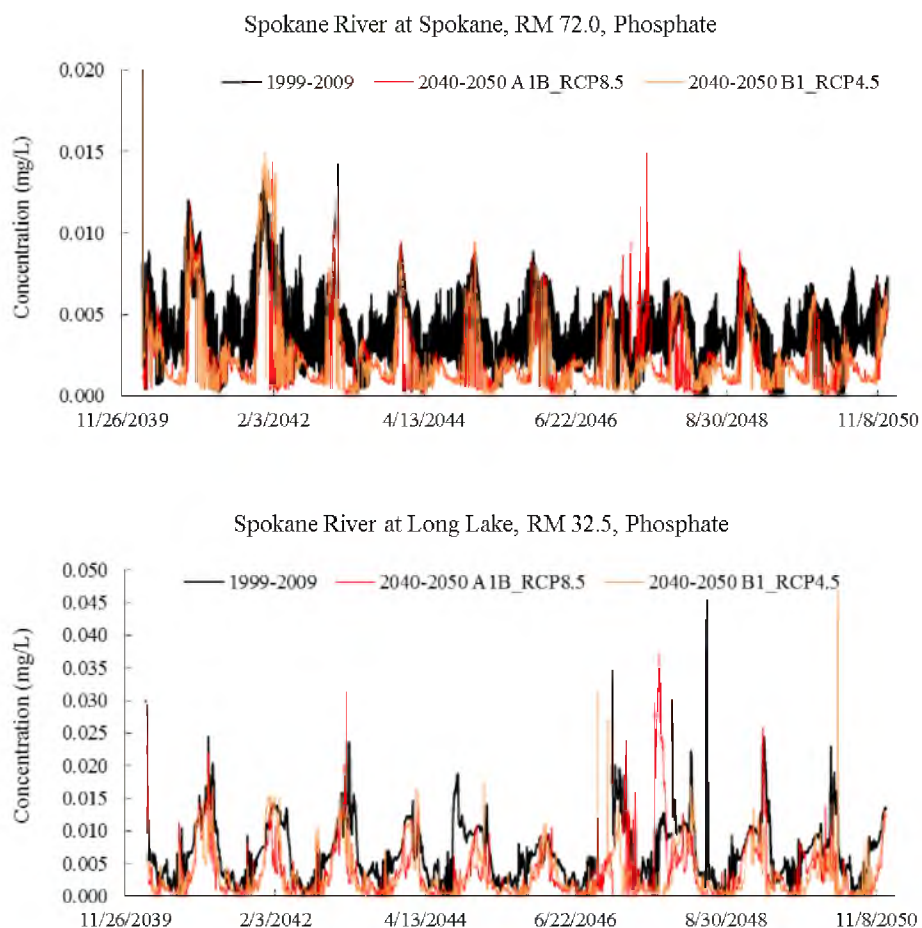 Spokane River at Spokane, RM 72.0, Phosphate
0.020
1999-2009 2040-2050 A1B_RCP8.5 2040-2050 B1_RCP4.5
0.015
0.010
0.005
0.000
Concentration (mg/L)
11/26/2039 2/3/2042 4/13/2044 6/22/2046 8/30/2048 11/8/2050
Spokane River at Long Lake, RM 32.5, Phosphate
0.050
1999-2009 2040-2050 A1B_RCP8.5 2040-2050 B1_RCP4.5
0.045
0.040
0.035
0.030
0.025
0.020
0.015
0.010
0.005
0.000
Concentration (mg/L)
11/26/2039 2/3/2042 4/13/2044 6/22/2046 8/30/2048 11/8/2050